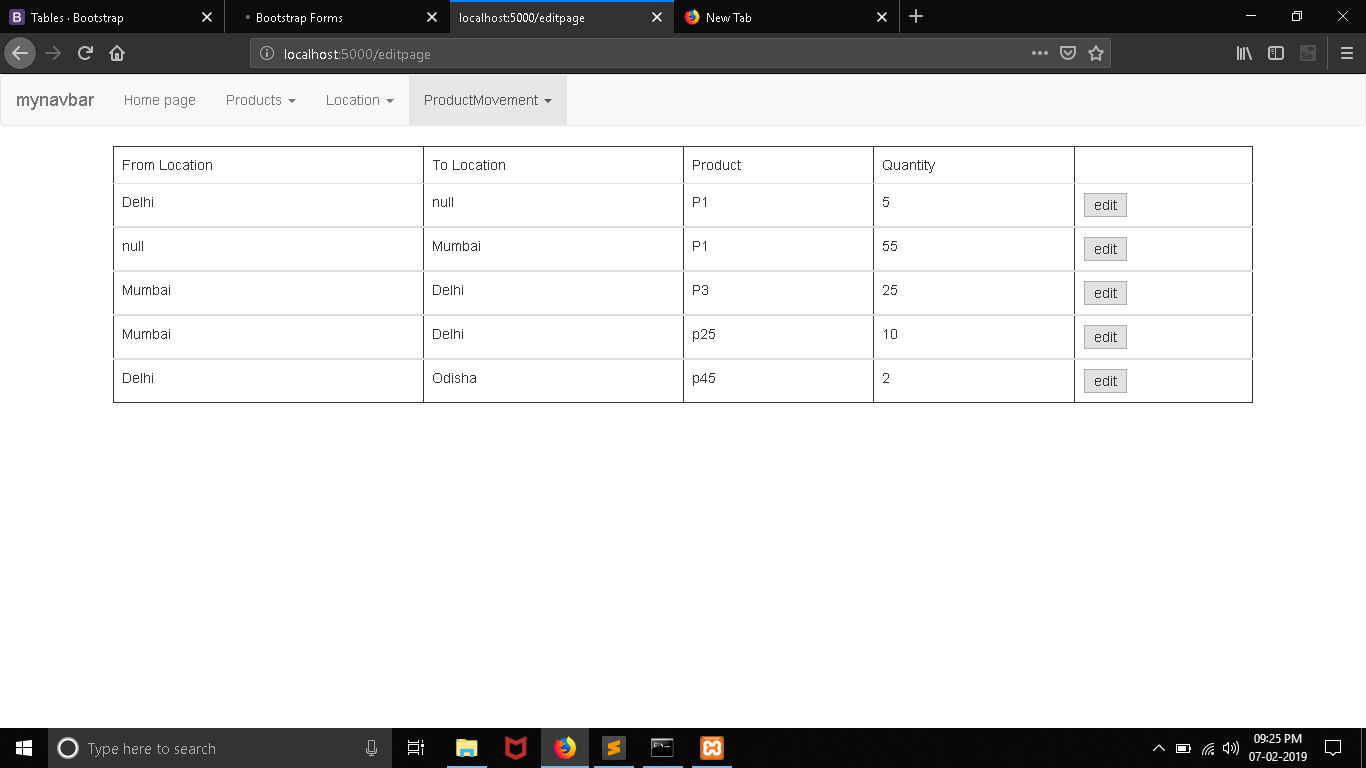 Tables · Bootstrap
Bootstrap Forms
localhost:5000/editpage
New Tab
localhost:5000/editpage
mynavbar Home page Products Location ProductMovement
From Location To Location Product Quantity
Delhi null P1 5 edit
null Mumbai P1 55 edit
Mumbai Delhi P3 25 edit
Mumbai Delhi p25 10 edit
Delhi Odisha p45 2 edit
Type here to search
09:25 PM
07-02-2019